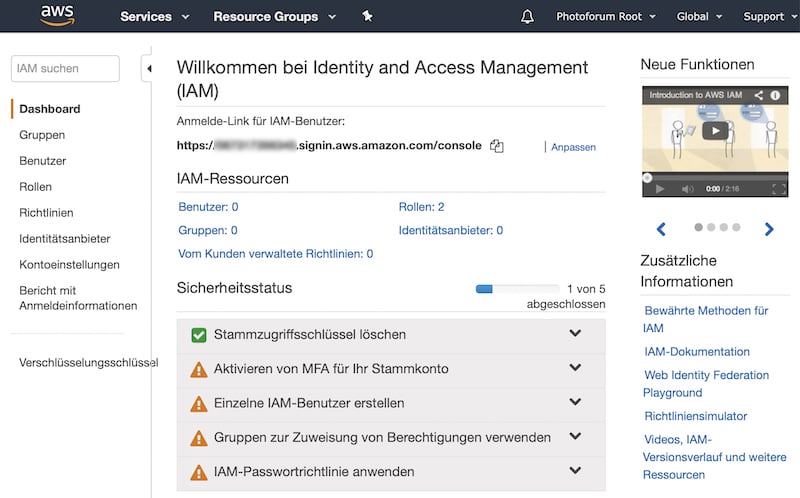 aws
Services
Resource Groups
Photoforum Root
Global
Support
IAM suchen
Dashboard
Gruppen
Benutzer
Rollen
Richtlinien
Identitätsanbieter
Kontoeinstellungen
Bericht mit
Anmeldeinformationen
Verschlüsselungsschlüssel
Willkommen bei Identity and Access Management
(IAM)
Anmelde-Link für IAM-Benutzer:
https:/ .signin.aws.amazon.com/console
Anpassen
IAM-Ressourcen
Benutzer: 0
Rollen: 2
Gruppen: 0
Identitätsanbieter: 0
Vom Kunden verwaltete Richtlinien: 0
Sicherheitsstatus
1 von 5
abgeschlossen
Stammzugriffsschlüssel löschen
Aktivieren von MFA für Ihr Stammkonto
Einzelne IAM-Benutzer erstellen
Gruppen zur Zuweisung von Berechtigungen verwenden
IAM-Passwortrichtlinie anwenden
Neue Funktionen
Introduction to AWS IAM
0:00 / 2:16
Zusätzliche
Informationen
Bewährte Methoden für
IAM
IAM-Dokumentation
Web Identity Federation
Playground
Richtliniensimulator
Videos, IAM-
Versionsverlauf und weitere
Ressourcen